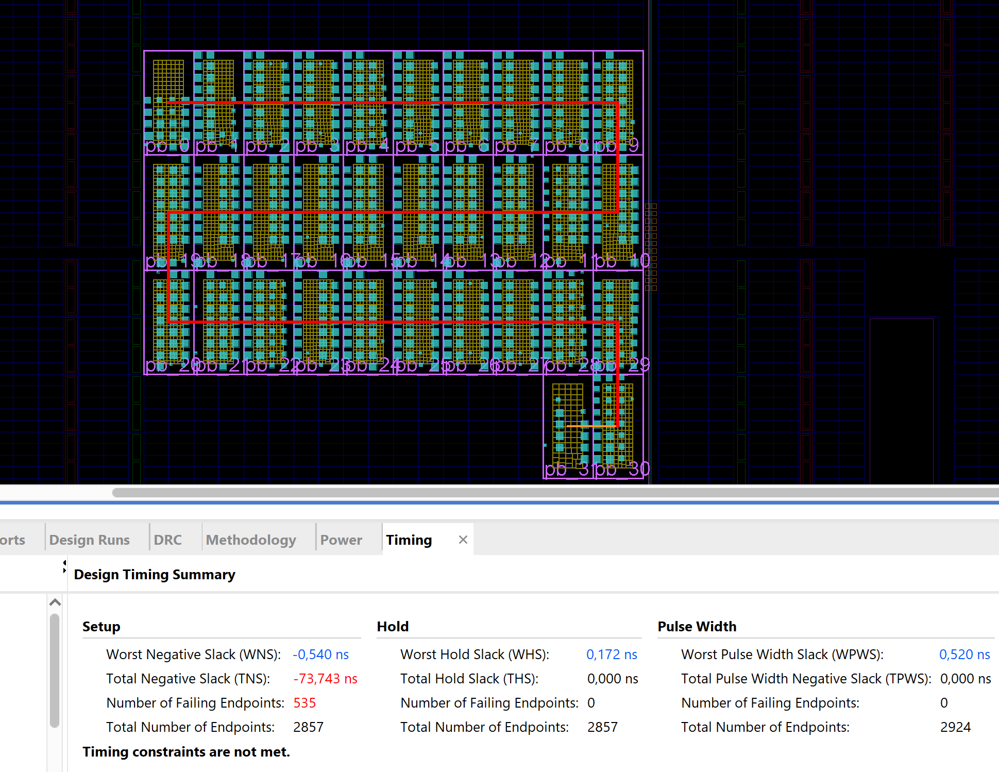 pb_0 pb_1 pb_2 pb_3 pb_4 pb_5 pb_6 pb_7 pb_8 pb_9
pb_19 pb_18 pb_17 pb_16 pb_15 pb_14 pb_13 pb_12 pb_11 pb_10
pb_20 pb_21 pb_22 pb_23 pb_24 pb_25 pb_26 pb_27 pb_28 pb_29
pb_31 pb_30
orts Design Runs DRC Methodology Power Timing
Design Timing Summary
Setup Hold Pulse Width
Worst Negative Slack (WNS): -0,540 ns Worst Hold Slack (WHS): 0,172 ns Worst Pulse Width Slack (WPWS): 0,520 ns
Total Negative Slack (TNS): -73,743 ns Total Hold Slack (THS): 0,000 ns Total Pulse Width Negative Slack (TPWS): 0,000 ns
Number of Failing Endpoints: 535 Number of Failing Endpoints: 0 Number of Failing Endpoints: 0
Total Number of Endpoints: 2857 Total Number of Endpoints: 2857 Total Number of Endpoints: 2924
Timing constraints are not met.